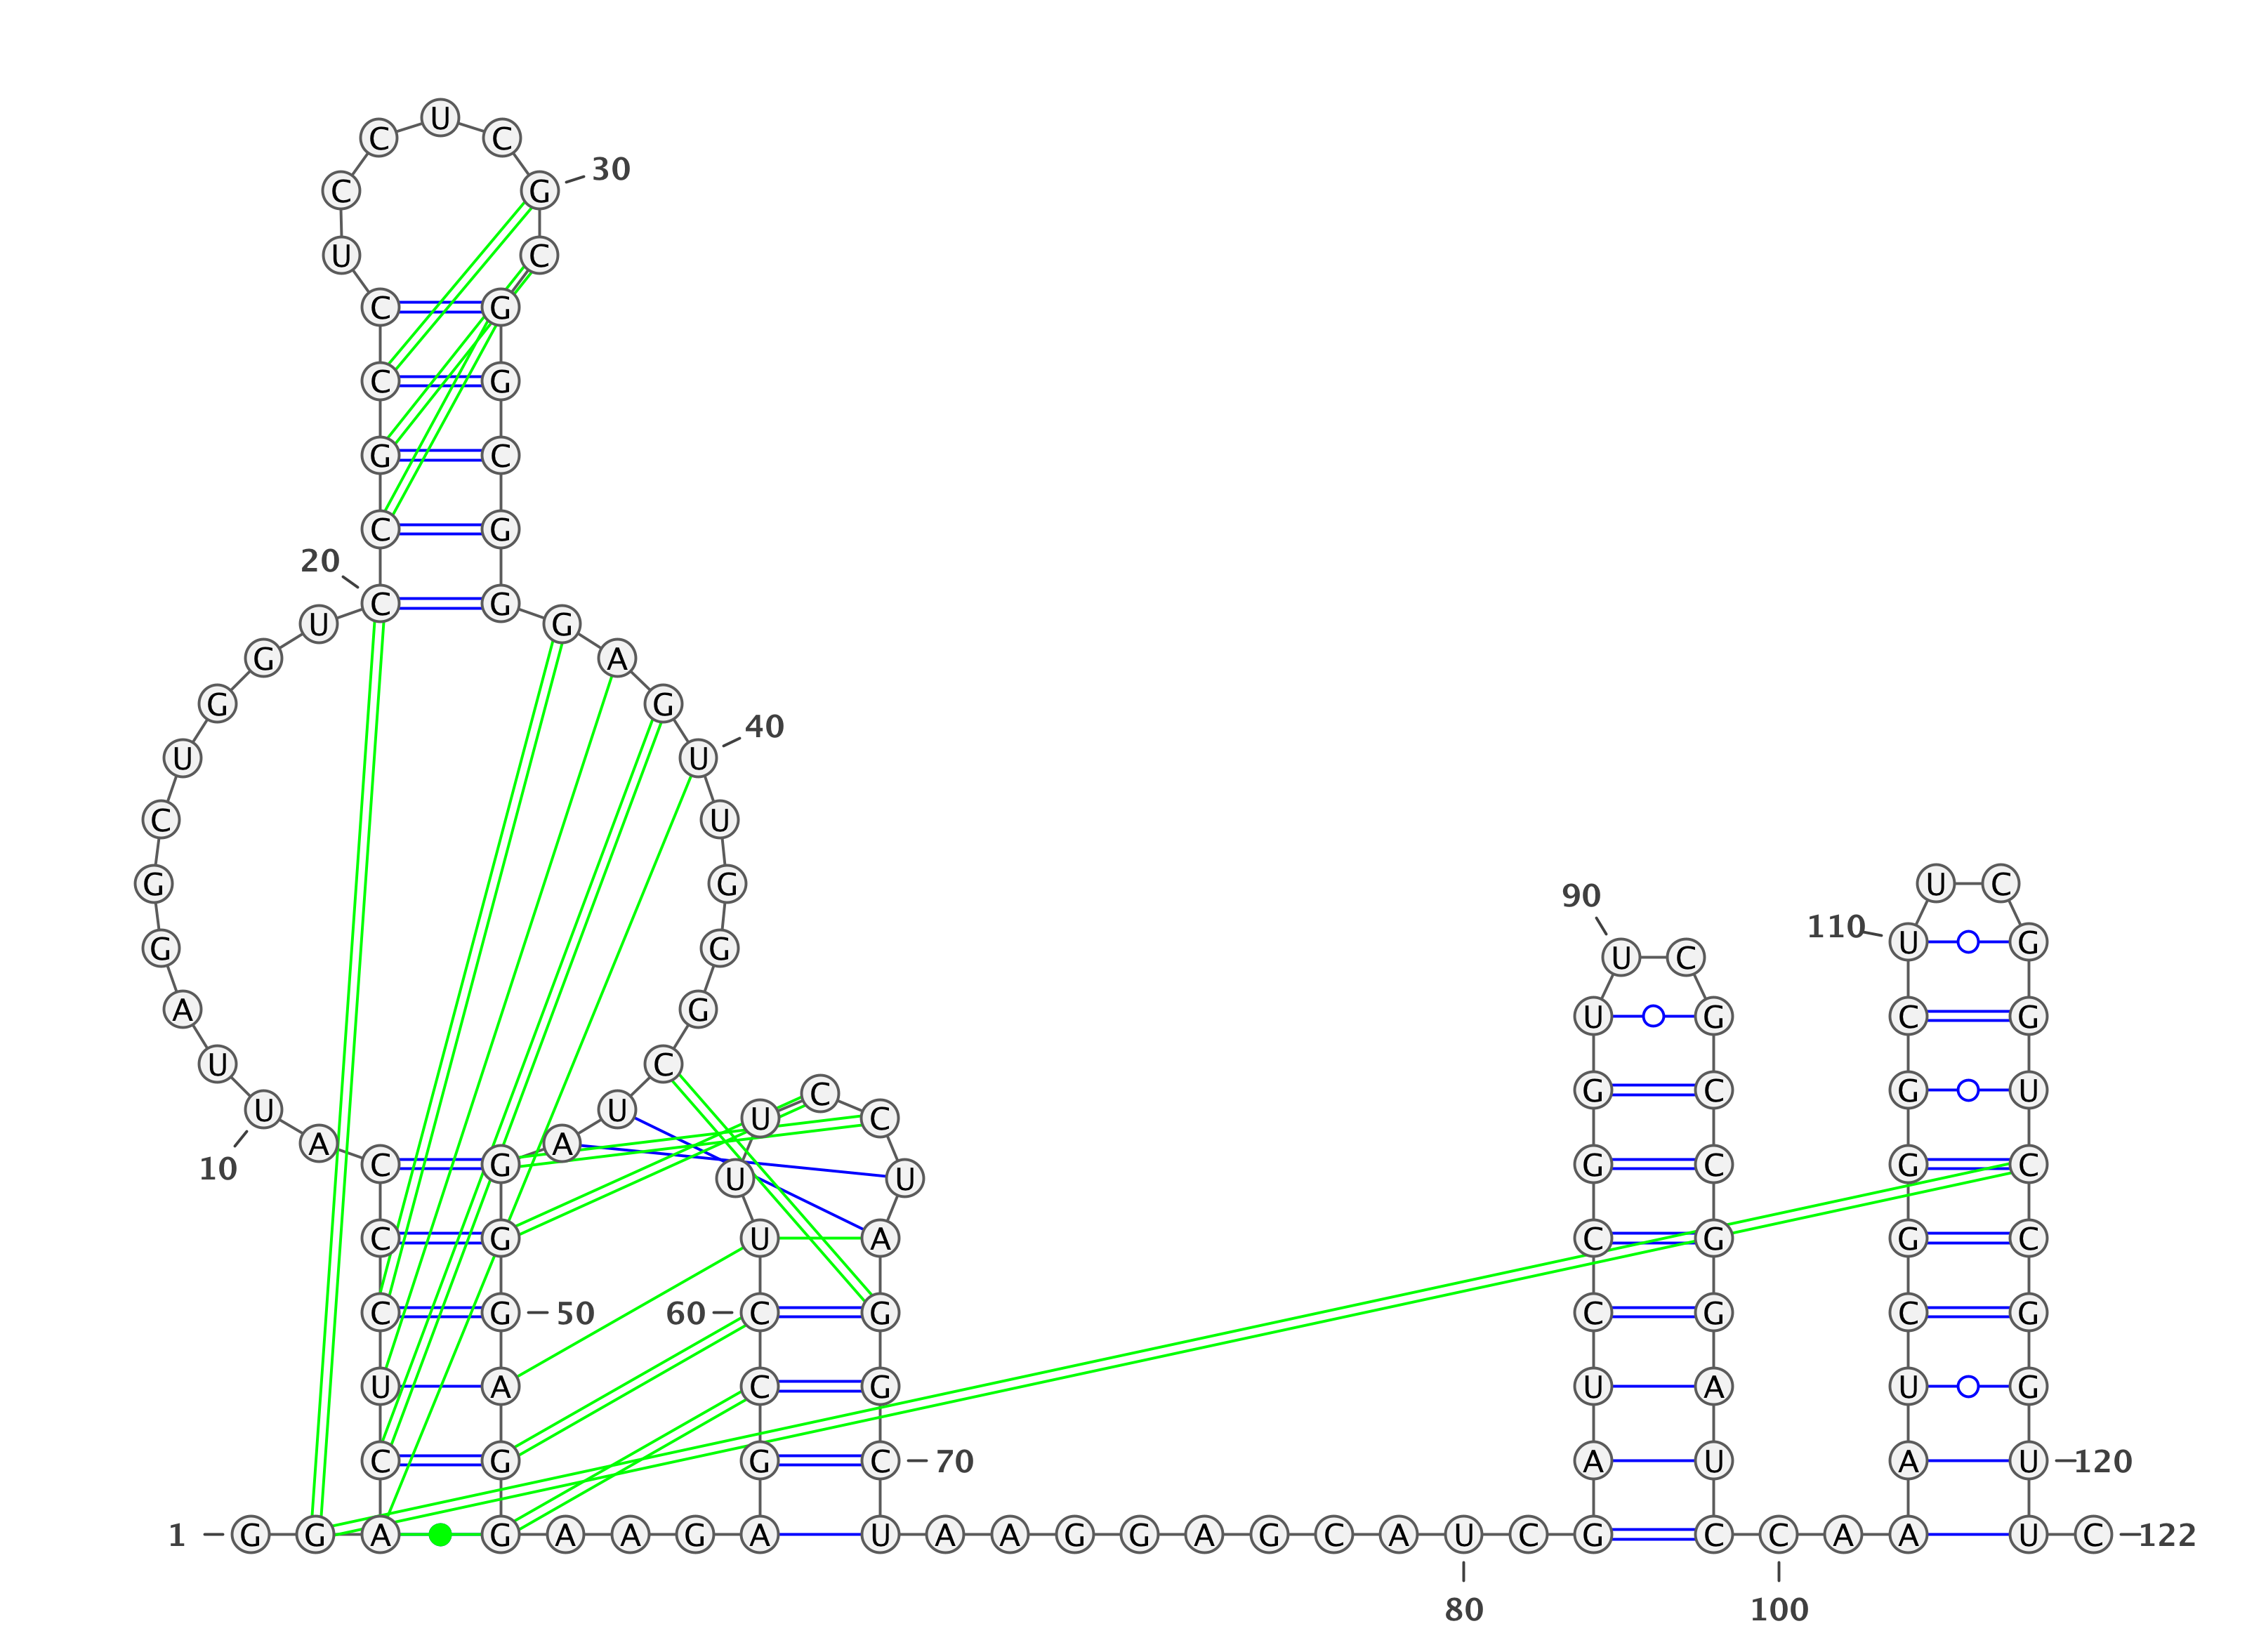 U
C C
30
C G
U C
C G
C G
G C
C G
20
C G
U G
G A
G G
40
U U
C U
G G U C
90
110
U G
G G
U C
A G U G C G
U C
G C G U
C
U U
U C
A A
C G G C G C
10
U U
C G U A C G G C
C G 50 60 C G C G C G
U A C G U A U G
C G G C 70 A U A U 120
1 G G A G A A G A U A A G G A G C A U C G C C A A U C 122
80 100